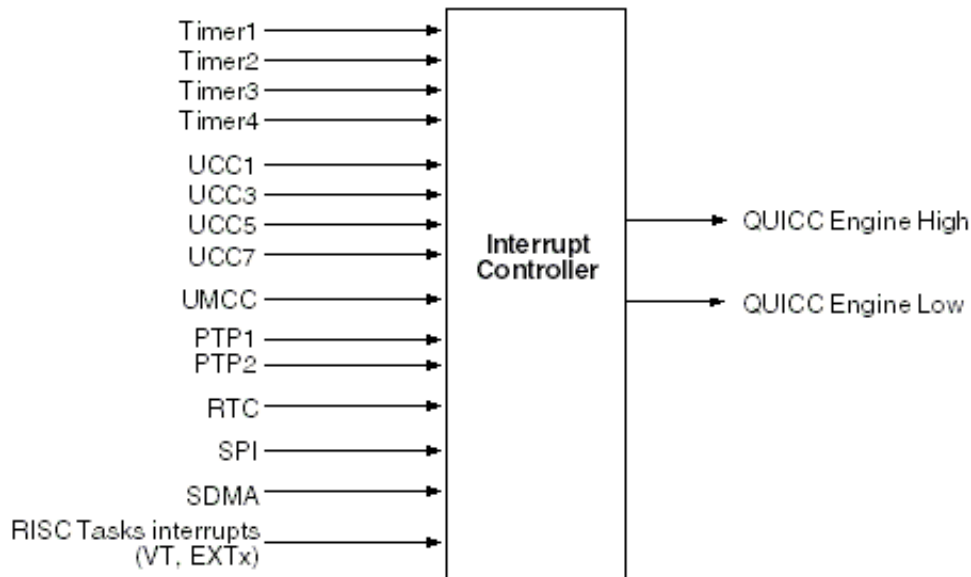 Timer1
Timer2
Timer3
Timer4
UCC1
UCC3
UCC5
UCC7
UMCC
PTP1
PTP2
RTC
SPI
SDMA
RISC Tasks interrupts
(VT, EXTx)
Interrupt
Controller
QUICC Engine High
QUICC Engine Low